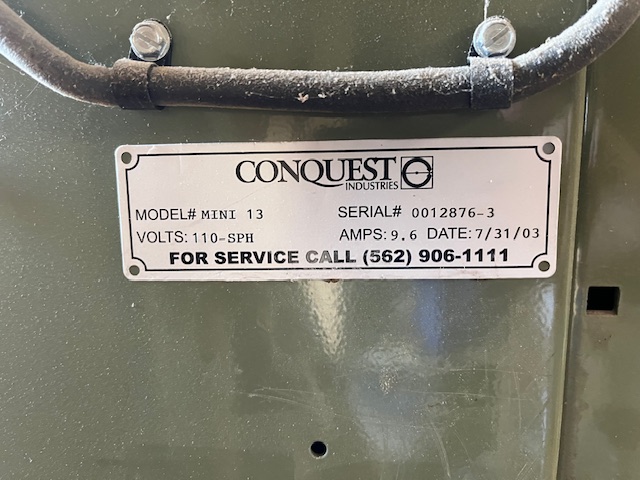 CONQUEST
INDUSTRIES
MODEL# MINI 13 SERIAL# 0012876-3
VOLTS: 110-SPH AMPS: 9.6 DATE: 7/31/03
FOR SERVICE CALL (562) 906-1111